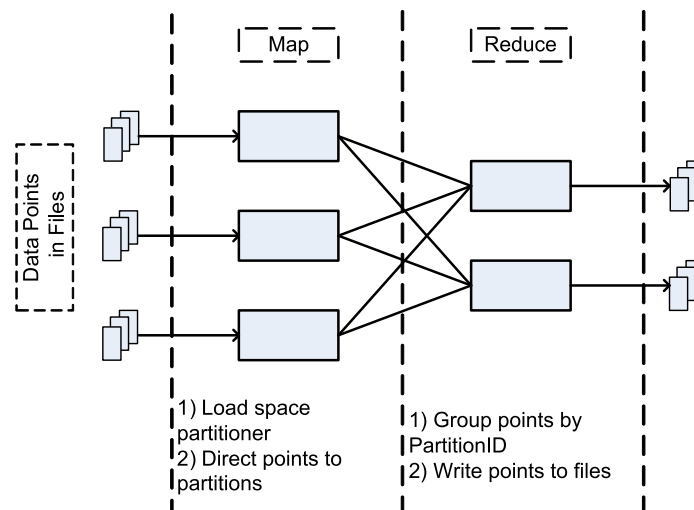 Map
Reduce
Data Points
in Files
1) Load space
partitioner
2) Direct points to
partitions
1) Group points by
PartitionID
2) Write points to files